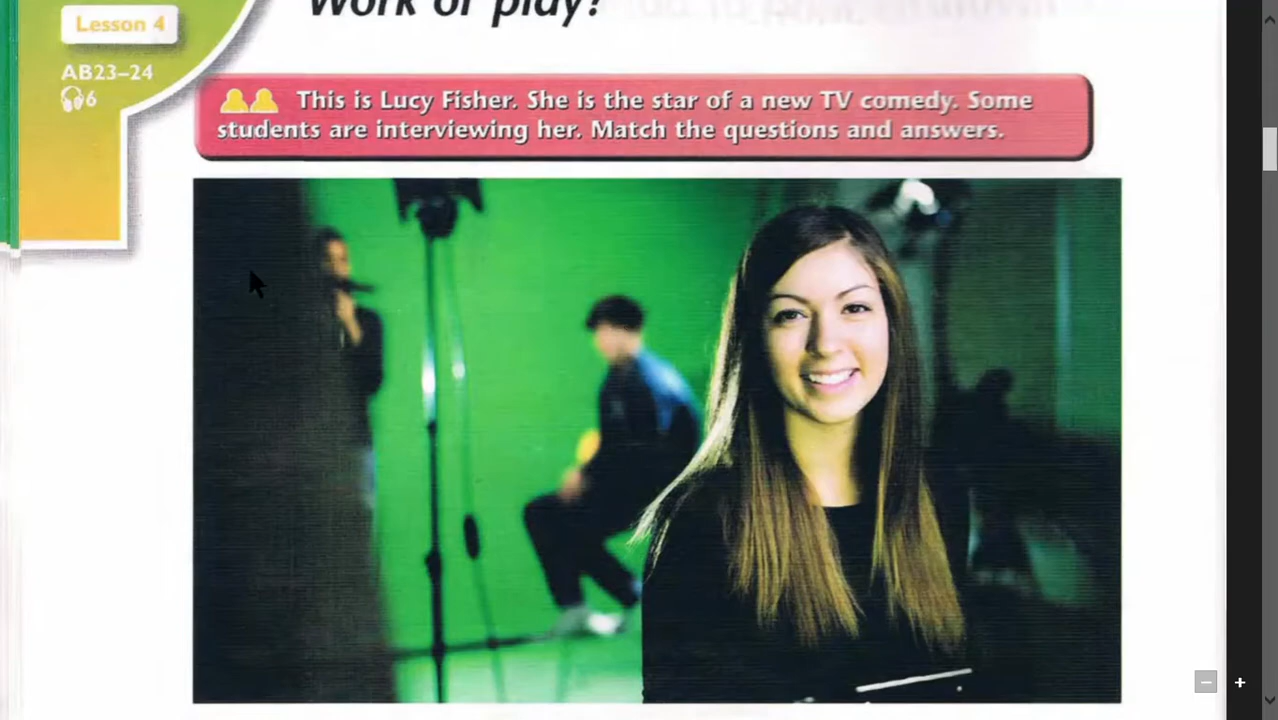 Work or play?
Lesson 4
AB23–24
6
This is Lucy Fisher. She is the star of a new TV comedy. Some
students are interviewing her. Match the questions and answers.